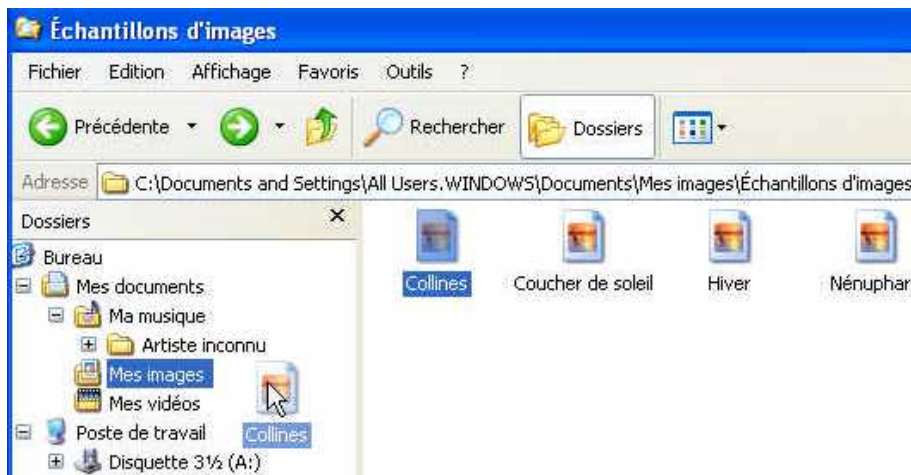 Échantillons d'images
Fichier Edition Affichage Favoris Outils ?
Précédente Rechercher Dossiers
Adresse C:\Documents and Settings\All Users.WINDOWS\Documents\Mes images\Échantillons d'images
Dossiers
Bureau
Mes documents
Ma musique
Artiste inconnu
Mes images
Mes vidéos
Poste de travail
Disquette 3½ (A:)
Collines
Collines Coucher de soleil Hiver Nénuphar